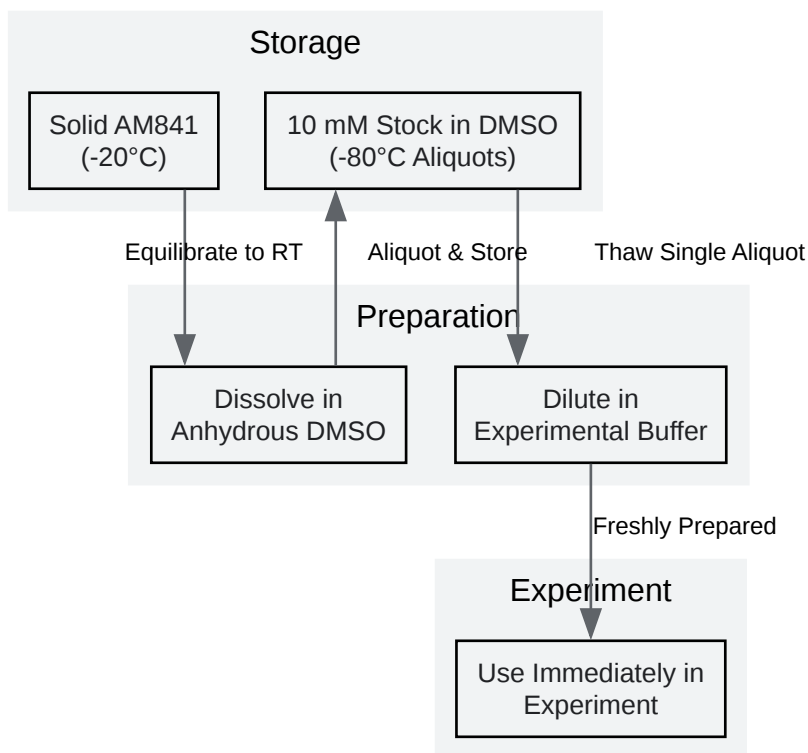 Storage
Solid AM841
(-20°C)
10 mM Stock in DMSO
(-80°C Aliquots)
Equilibrate to RT
Aliquot & Store
Thaw Single Aliquot
Preparation
Dissolve in
Anhydrous DMSO
Dilute in
Experimental Buffer
Freshly Prepared
Experiment
Use Immediately in
Experiment